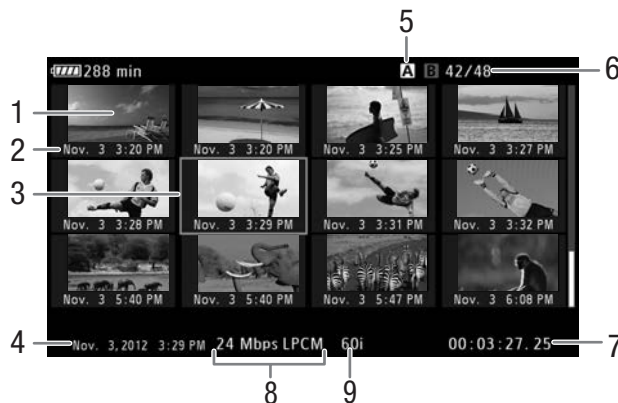 5
288 min A B 42/48 6
1
2 Nov. 3 3:20 PM Nov. 3 3:20 PM Nov. 3 3:25 PM Nov. 3 3:27 PM
3
Nov. 3 3:28 PM Nov. 3 3:29 PM Nov. 3 3:31 PM Nov. 3 3:32 PM
Nov. 3 5:40 PM Nov. 3 5:40 PM Nov. 3 5:47 PM Nov. 3 6:08 PM
4 Nov. 3,2012 3:29 PM 24 Mbps LPCM 60i 00:03:27.25 7
8 9